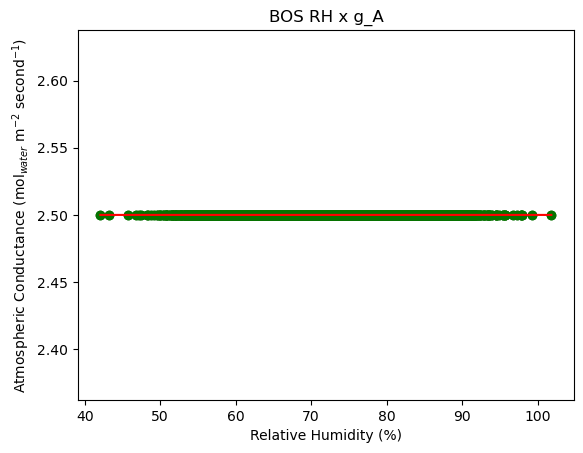 BOS RH x g_A
Atmospheric Conductance (mol_water m⁻² second⁻¹)
2.60
2.55
2.50
2.45
2.40
40 50 60 70 80 90 100
Relative Humidity (%)